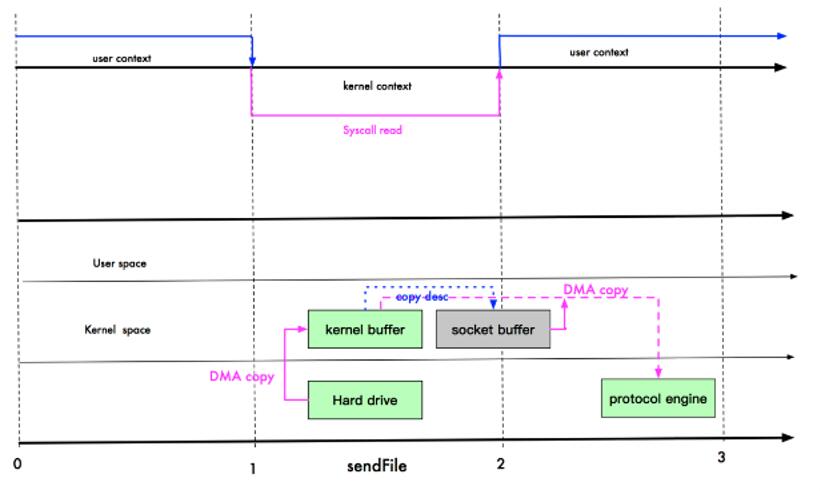 user context
user context
kernel context
Syscall read
User space
copy desc
DMA copy
Kernel space
kernel buffer
socket buffer
DMA copy
Hard drive
protocol engine
0
1
sendFile
2
3